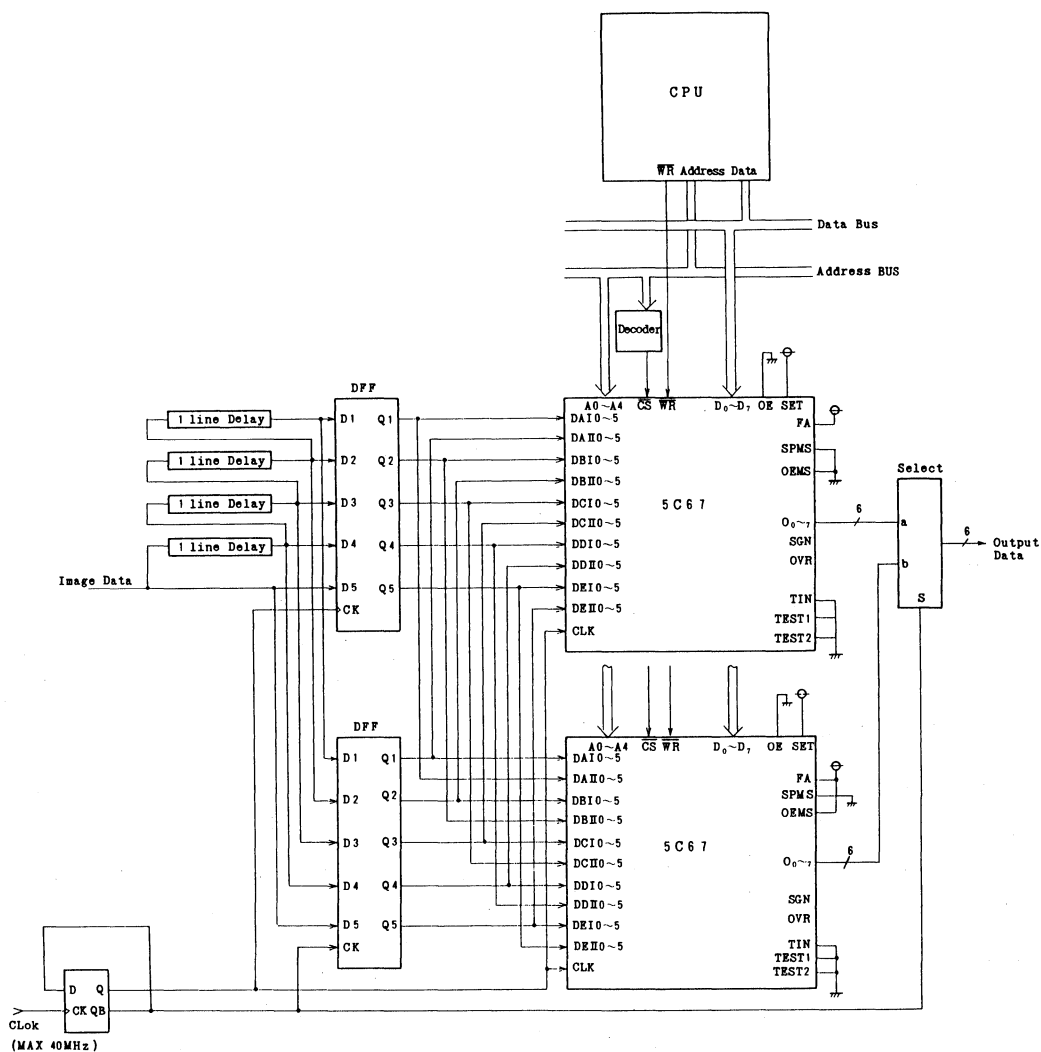 CPU
WR Address Data
Data Bus
Address BUS
Decoder
DFF
1 line Delay
1 line Delay
1 line Delay
1 line Delay
Image Data
D1 Q1
D2 Q2
D3 Q3
D4 Q4
D5 Q5
CK
A0~A4 CS WR D₀~D₇ OE SET
DAI0~5
DAⅡ0~5
DBI0~5
DBⅡ0~5
DCI0~5
DCⅡ0~5
DDI0~5
DDⅡ0~5
DEI0~5
DEⅡ0~5
CLK
5C67
FA
SPMS
OEMS
O₀~₇
SGN
OVR
TIN
TEST1
TEST2
6
Select
a
b
S
6
Output
Data
DFF
D1 Q1
D2 Q2
D3 Q3
D4 Q4
D5 Q5
CK
A0~A4 CS WR D₀~D₇ OE SET
DAI0~5
DAⅡ0~5
DBI0~5
DBⅡ0~5
DCI0~5
DCⅡ0~5
DDI0~5
DDⅡ0~5
DEI0~5
DEⅡ0~5
CLK
5C67
FA
SPMS
OEMS
O₀~₇
SGN
OVR
TIN
TEST1
TEST2
6
D Q
CK QB
CLok
(MAX 40MHz)